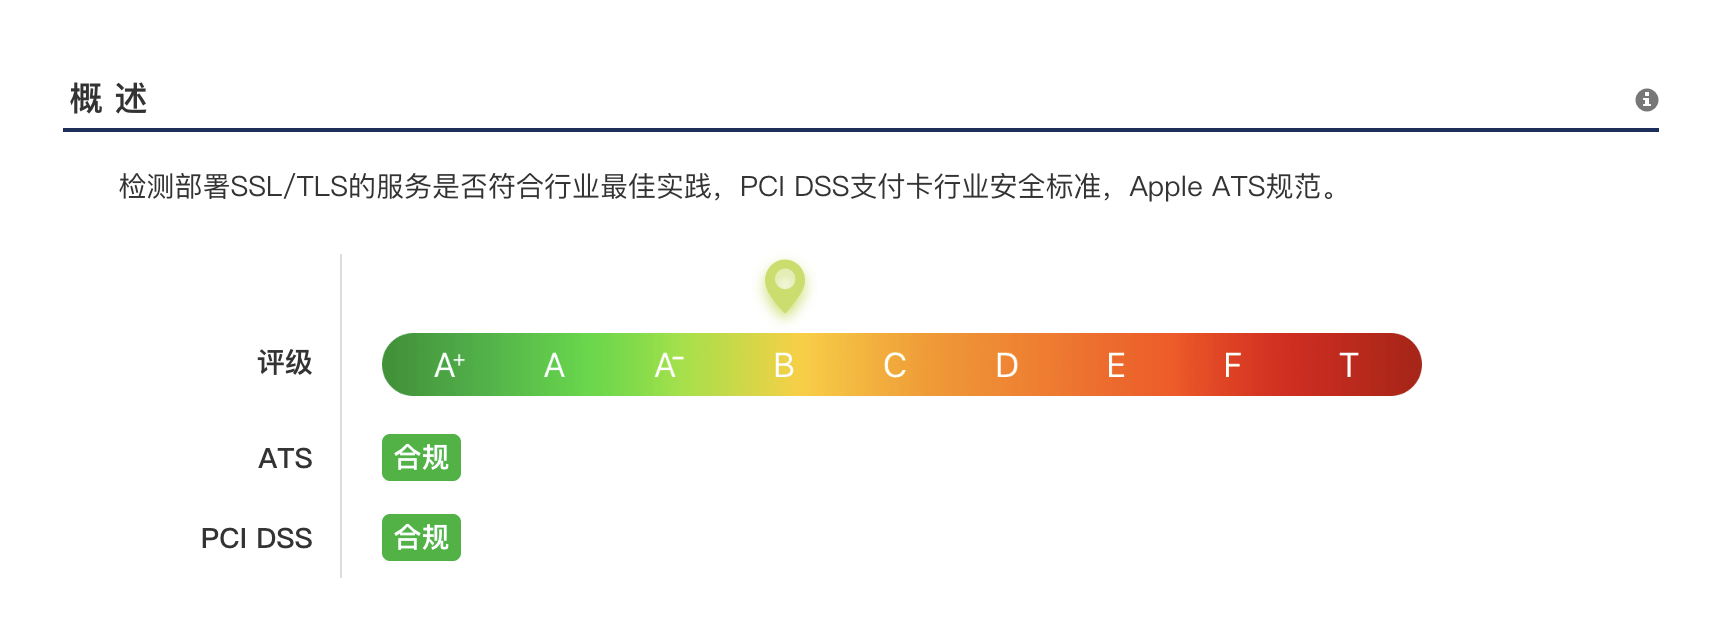 概 述
检测部署SSL/TLS的服务是否符合行业最佳实践，PCI DSS支付卡行业安全标准，Apple ATS规范。
评级 A+ A A- B C D E F T
ATS 合规
PCI DSS 合规